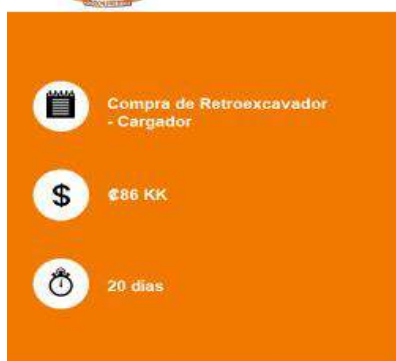 Compra de Retroexcavador
- Cargador
$
₡86 KK
20 dias